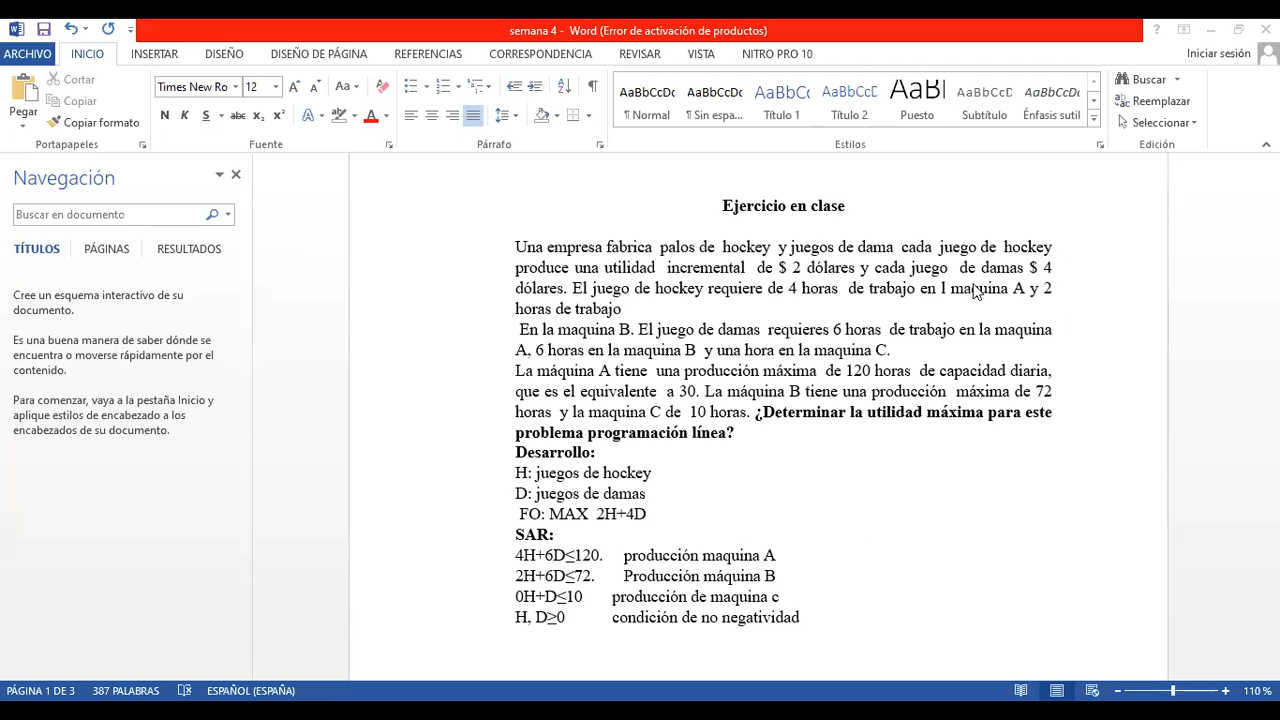 semana 4 - Word (Error de activación de productos)
ARCHIVO INICIO INSERTAR DISEÑO DISEÑO DE PÁGINA REFERENCIAS CORRESPONDENCIA REVISAR VISTA NITRO PRO 10 Iniciar sesión
Pegar
Cortar
Copiar
Copiar formato
Portapapeles
Times New Ro 12
N K S abc x₂ x²
Fuente
Párrafo
AaBbCcDc AaBbCcDc AaBbCc AaBbCcD AaBl AaBbCcD AaBbCcDc
¶ Normal ¶ Sin espa... Título 1 Título 2 Puesto Subtítulo Énfasis sutil
Estilos
Buscar
Reemplazar
Seleccionar
Edición
Navegación
Buscar en documento
TÍTULOS PÁGINAS RESULTADOS
Cree un esquema interactivo de su
documento.
Es una buena manera de saber dónde se
encuentra o moverse rápidamente por el
contenido.
Para comenzar, vaya a la pestaña Inicio y
aplique estilos de encabezado a los
encabezados de su documento.
Ejercicio en clase
Una empresa fabrica palos de hockey y juegos de dama cada juego de hockey
produce una utilidad incremental de $ 2 dólares y cada juego de damas $ 4
dólares. El juego de hockey requiere de 4 horas de trabajo en l maquina A y 2
horas de trabajo
En la maquina B. El juego de damas requieres 6 horas de trabajo en la maquina
A, 6 horas en la maquina B y una hora en la maquina C.
La máquina A tiene una producción máxima de 120 horas de capacidad diaria,
que es el equivalente a 30. La máquina B tiene una producción máxima de 72
horas y la maquina C de 10 horas. ¿Determinar la utilidad máxima para este
problema programación línea?
Desarrollo:
H: juegos de hockey
D: juegos de damas
FO: MAX 2H+4D
SAR:
4H+6D≤120. producción maquina A
2H+6D≤72. Producción máquina B
0H+D≤10 producción de maquina c
H, D≥0 condición de no negatividad
PÁGINA 1 DE 3 387 PALABRAS ESPAÑOL (ESPAÑA) 110 %